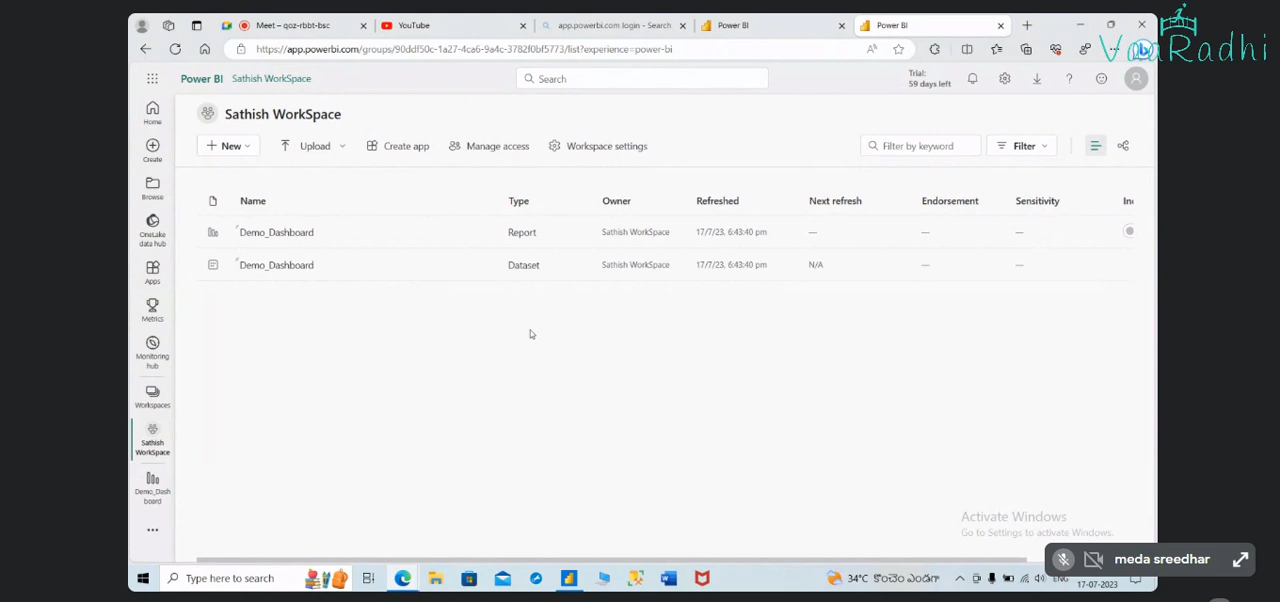 Meet – qoz-rbbt-bsc
YouTube
app.powerbi.com login - Search
Power BI
Power BI
https://app.powerbi.com/groups/90ddf50c-1a27-4ca6-9a4c-3782f0bf5773/list?experience=power-bi
VaaRadhi
Power BI Sathish WorkSpace
Search
Trial:
59 days left
Sathish WorkSpace
New
Upload
Create app
Manage access
Workspace settings
Filter by keyword
Filter
Name Type Owner Refreshed Next refresh Endorsement Sensitivity
Demo_Dashboard Report Sathish WorkSpace 17/7/23, 6:43:40 pm — — —
Demo_Dashboard Dataset Sathish WorkSpace 17/7/23, 6:43:40 pm N/A — —
Home
Create
Browse
OneLake
data hub
Apps
Metrics
Monitoring
hub
Workspaces
Sathish
WorkSpace
Demo_Dash
board
Activate Windows
Go to Settings to activate Windows.
meda sreedhar
Type here to search
34°C కొంచెం ఎండగా
ENG
17-07-2023